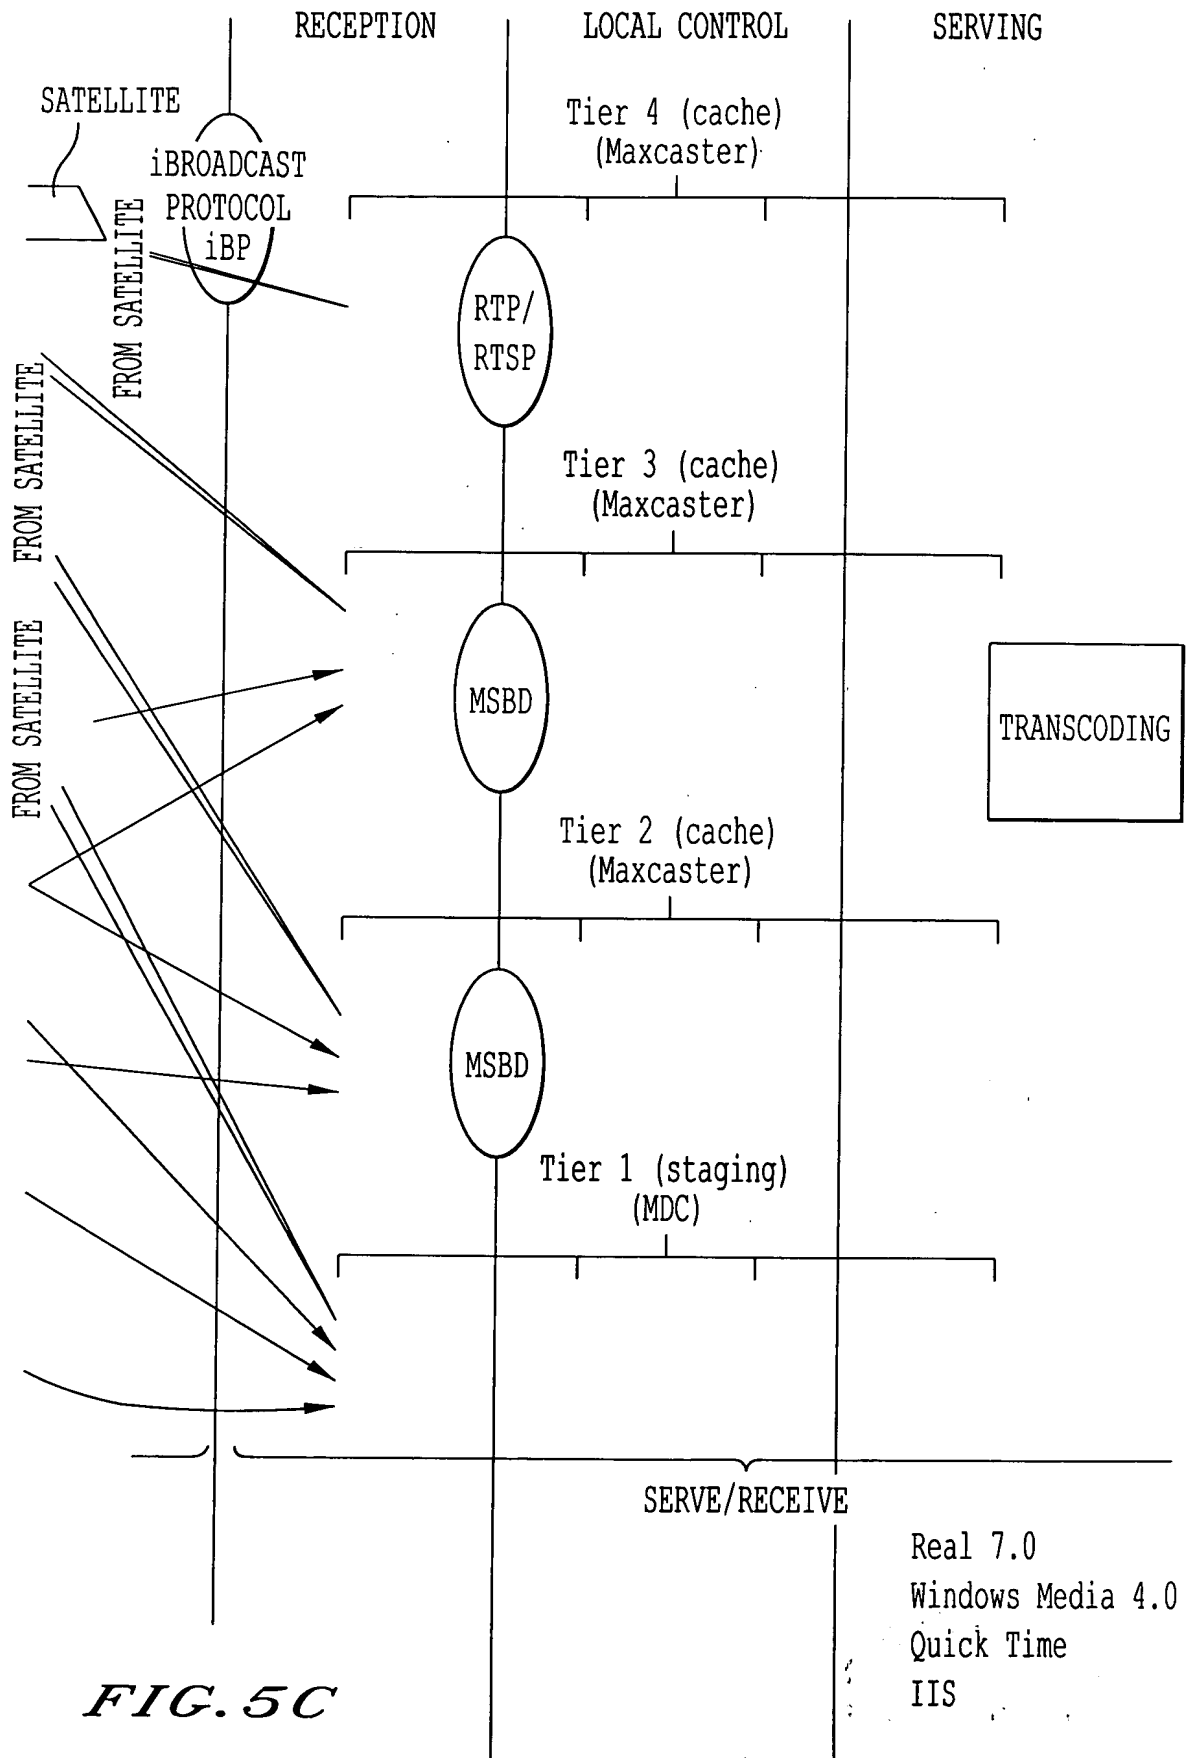 RECEPTION
LOCAL CONTROL
SERVING
SATELLITE
Tier 4 (cache)
(Maxcaster)
iBROADCAST
PROTOCOL
iBP
FROM SATELLITE
RTP/
RTSP
FROM SATELLITE
Tier 3 (cache)
(Maxcaster)
FROM SATELLITE
MSBD
TRANSCODING
Tier 2 (cache)
(Maxcaster)
MSBD
Tier 1 (staging)
(MDC)
SERVE/RECEIVE
Real 7.0
Windows Media 4.0
Quick Time
IIS
FIG. 5C